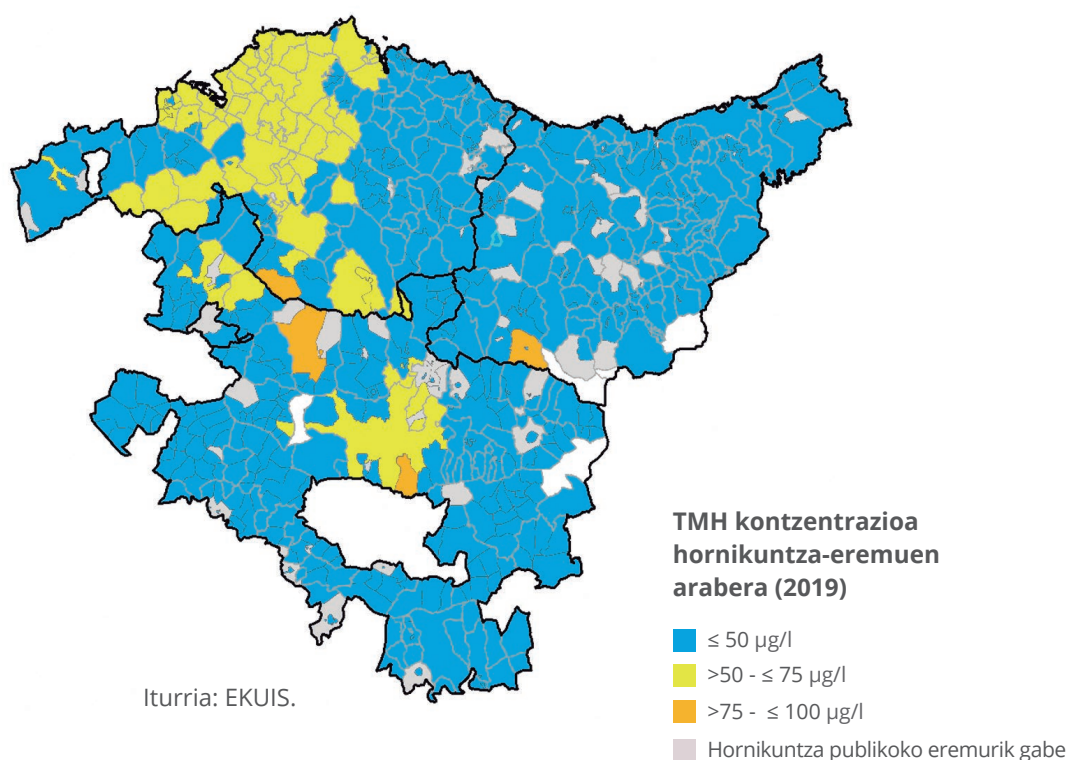 Iturria: EKUIS.
TMH kontzentrazioa
hornikuntza-eremuen
arabera (2019)
≤ 50 µg/l
>50 - ≤ 75 µg/l
>75 - ≤ 100 µg/l
Hornikuntza publikoko eremurik gabe